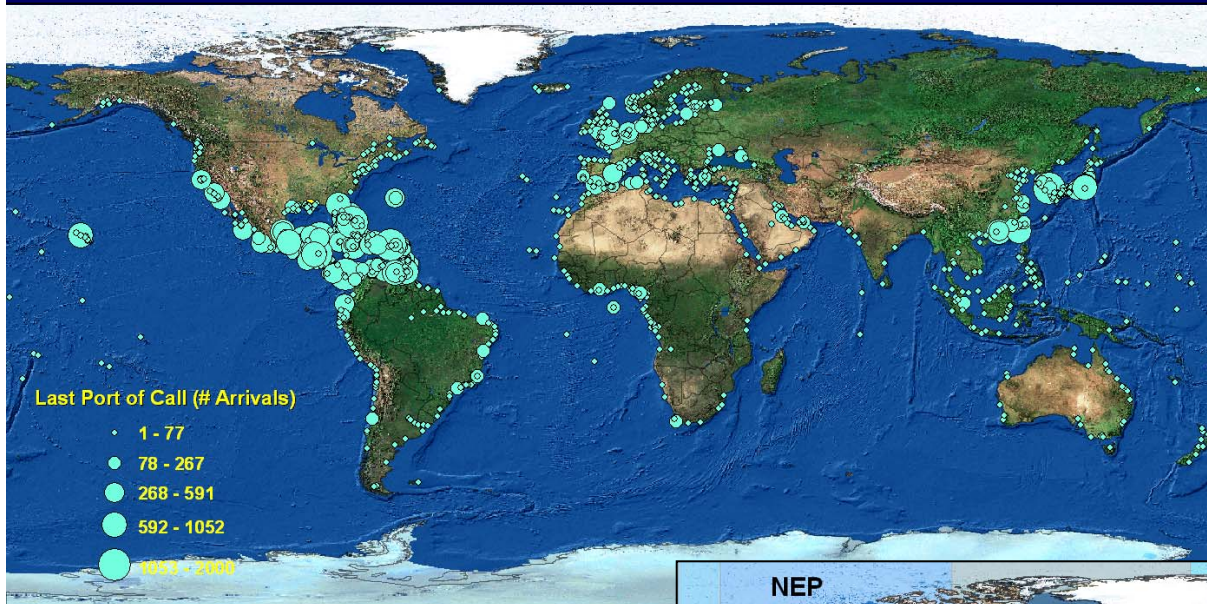 Last Port of Call (# Arrivals)
1 - 77
78 - 267
268 - 591
592 - 1052
1053 - 2000
NEP